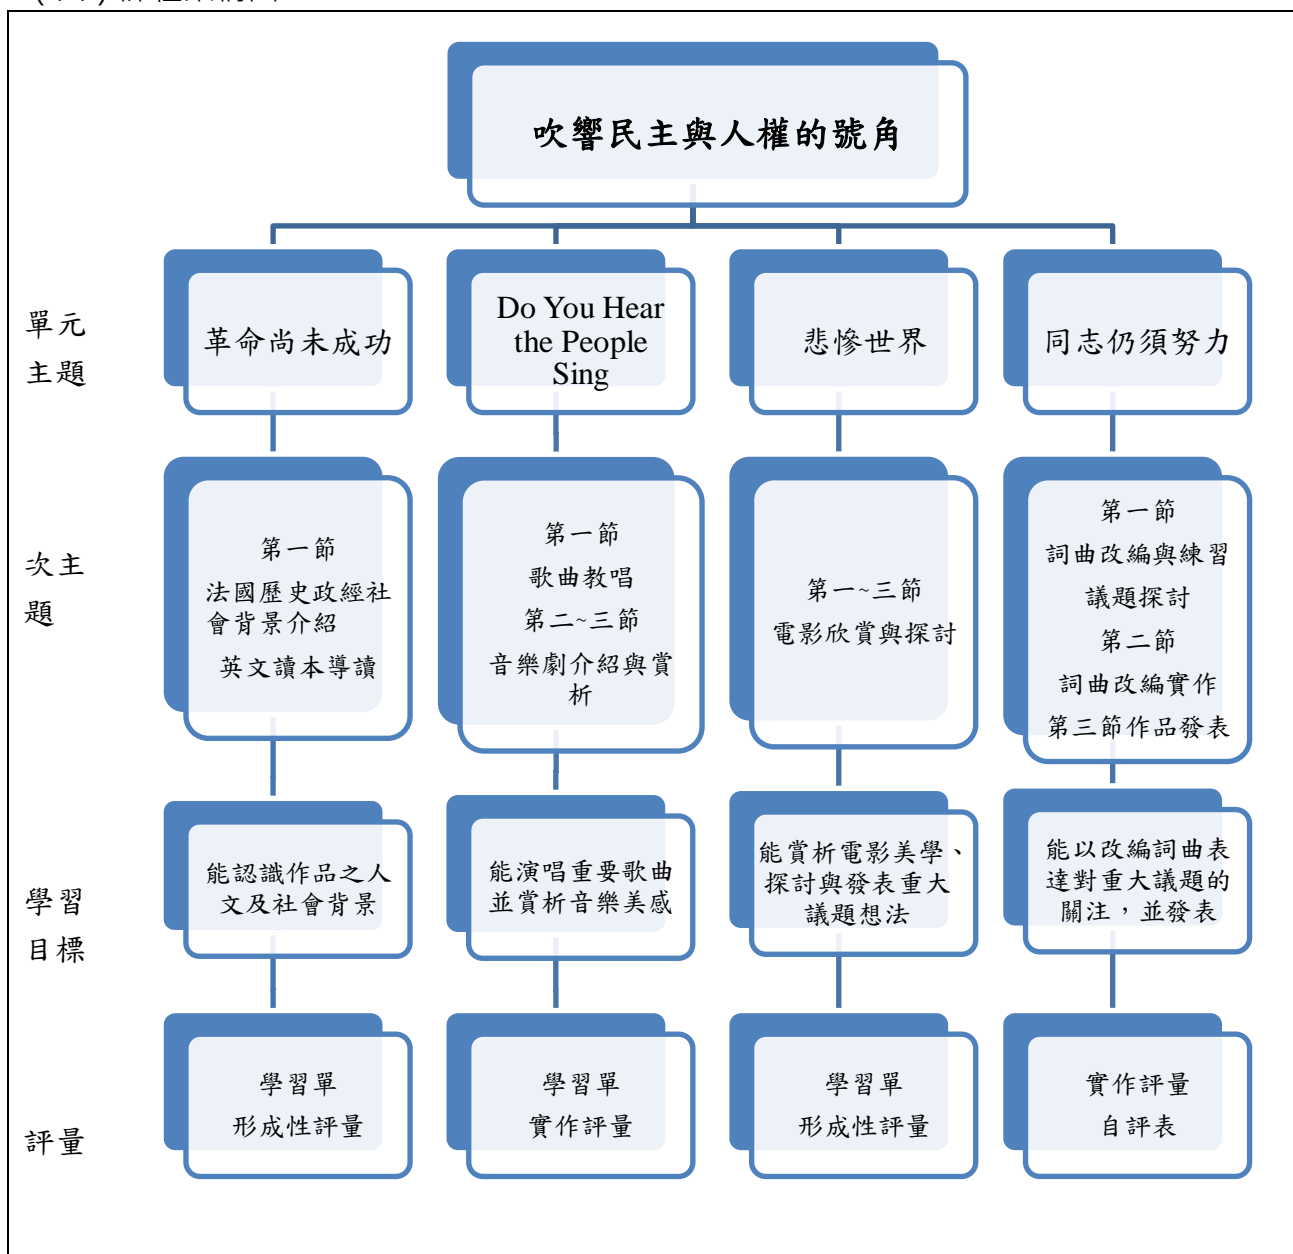 吹響民主與人權的號角
單元
主題
革命尚未成功
Do You Hear
the People
Sing
悲慘世界
同志仍須努力
次主
題
第一節
法國歷史政經社
會背景介紹
英文讀本導讀
第一節
歌曲教唱
第二~三節
音樂劇介紹與賞
析
第一~三節
電影欣賞與探討
第一節
詞曲改編與練習
議題探討
第二節
詞曲改編實作
第三節作品發表
學習
目標
能認識作品之人
文及社會背景
能演唱重要歌曲
並賞析音樂美感
能賞析電影美學、
探討與發表重大
議題想法
能以改編詞曲表
達對重大議題的
關注，並發表
評量
學習單
形成性評量
學習單
實作評量
學習單
形成性評量
實作評量
自評表